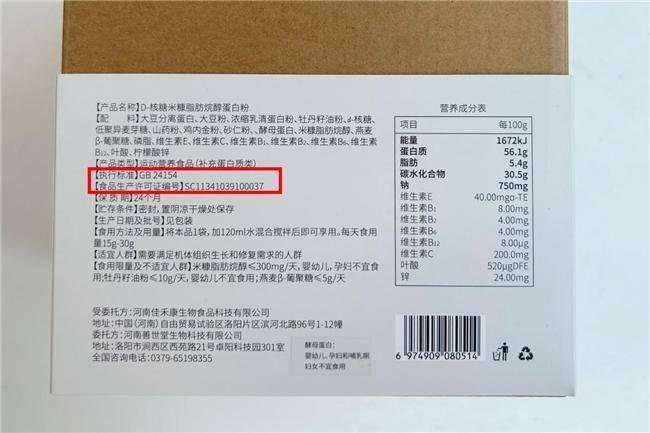 【产品名称】D-核糖米糠脂肪烷醇蛋白粉
【配 料】大豆分离蛋白、大豆粉、浓缩乳清蛋白粉、牡丹籽油粉、d-核糖、
低聚异麦芽糖、山药粉、鸡内金粉、砂仁粉、、酵母蛋白、米糠脂肪烷醇、燕麦
β-葡聚糖、磷脂、维生素E、维生素C、维生素B₁、维生素B₂、维生素B₆、维生素
B₁₂、叶酸、柠檬酸锌
【产品类型】运动营养食品（补充蛋白质类）
【执行标准】GB 24154
【食品生产许可证编号】SC11341039100037
【保 质 期】24个月
【贮存条件】密封，置阴凉干燥处保存
【生产日期及批号】见包装
【食用方法及用量】将本品1袋，加120ml水混合搅拌后即可享用。每天食用
量15g-30g
【适宜人群】需要满足机体组织生长和修复需求的人群
【食用限量及不适宜人群】米糠脂肪烷醇≤300mg/天，婴幼儿，孕妇不宜食
用;牡丹籽油粉≤10g/天，婴幼儿不宜食用;燕麦β-葡聚糖≤5g/天
受委托方：河南佳禾康生物食品科技有限公司
地址：中国（河南）自由贸易试验区洛阳片区滨河北路96号1-12幢
委托方：河南善世堂生物科技有限公司
地址：洛阳市涧西区西苑路21号卓阳科技园301室
全国咨询方式：0379-65198355
酵母蛋白：
婴幼儿、孕妇和哺乳期
妇女不宜食用
营养成分表
项目 每100g
能量 1672kJ
蛋白质 56.1g
脂肪 5.4g
碳水化合物 30.5g
钠 750mg
维生素E 40.00mgα-TE
维生素B₁ 8.00mg
维生素B₂ 4.00mg
维生素B₆ 4.00mg
维生素B₁₂ 8.00μg
维生素C 200.0mg
叶酸 520μgDFE
锌 24.00mg
6 974909 080514